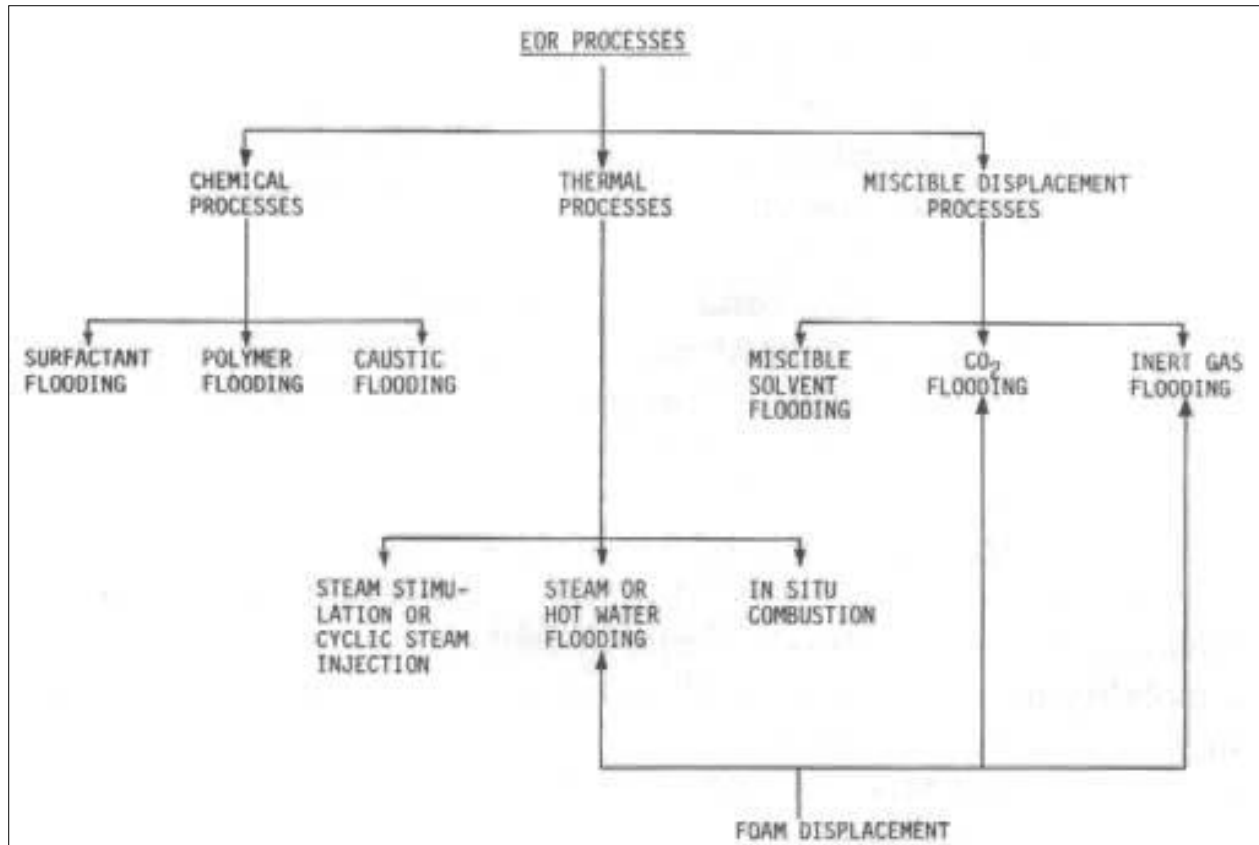 EOR PROCESSES
CHEMICAL
PROCESSES
THERMAL
PROCESSES
MISCIBLE DISPLACEMENT
PROCESSES
SURFACTANT
FLOODING
POLYMER
FLOODING
CAUSTIC
FLOODING
MISCIBLE
SOLVENT
FLOODING
CO2
FLOODING
INERT GAS
FLOODING
STEAM STIMU-
LATION OR
CYCLIC STEAM
INJECTION
STEAM OR
HOT WATER
FLOODING
IN SITU
COMBUSTION
FOAM DISPLACEMENT